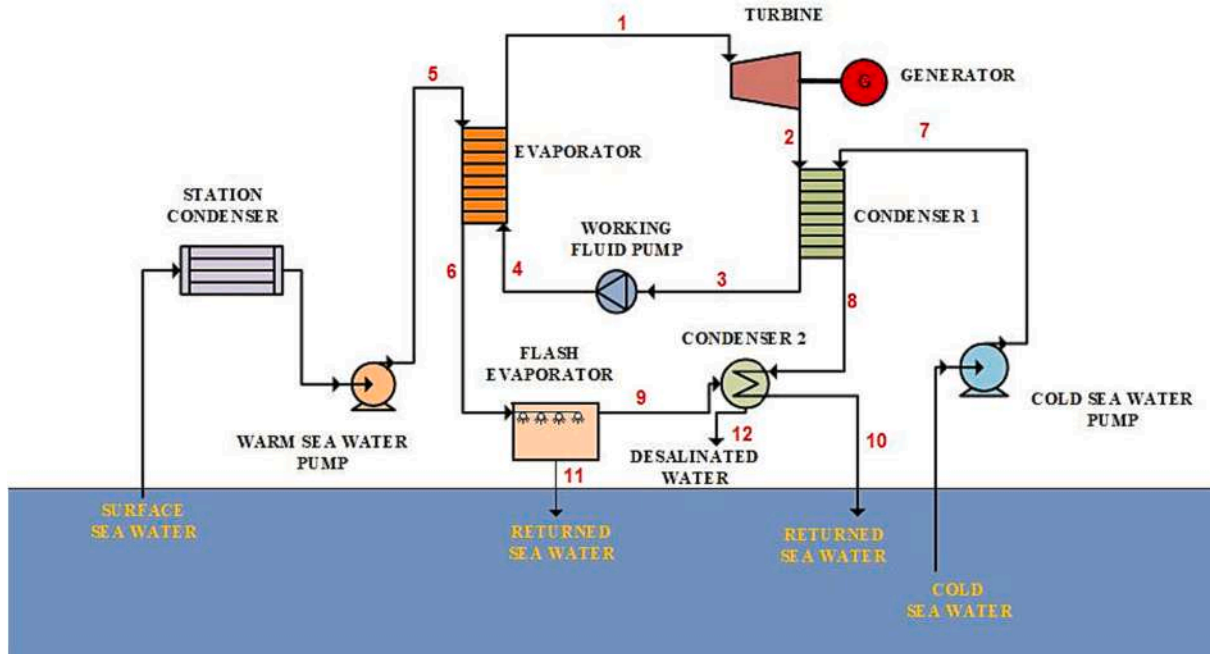 1
TURBINE
5
G
GENERATOR
2
7
EVAPORATOR
STATION
CONDENSER
WORKING
FLUID PUMP
CONDENSER 1
6
4
3
8
FLASH
EVAPORATOR
CONDENSER 2
9
WARM SEA WATER
PUMP
COLD SEA WATER
PUMP
12
10
DESALINATED
WATER
11
SURFACE
SEA WATER
RETURNED
SEA WATER
RETURNED
SEA WATER
COLD
SEA WATER